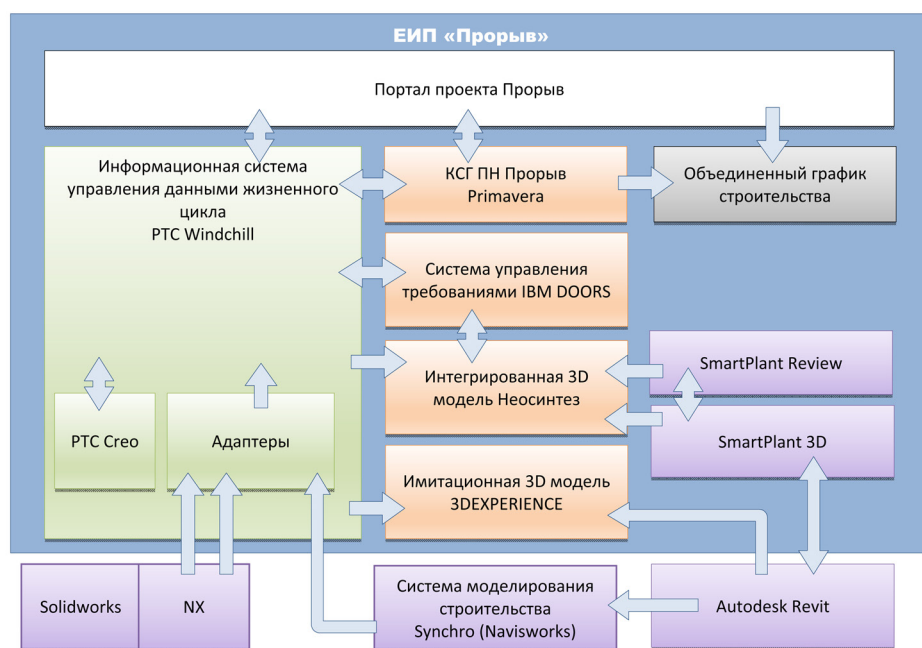 ЕИП «Прорыв»
Портал проекта Прорыв
Информационная система
управления данными жизненного
цикла
PTC Windchill
КСГ ПН Прорыв
Primavera
Объединенный график
строительства
Система управления
требованиями IBM DOORS
Интегрированная 3D
модель Неосинтез
SmartPlant Review
PTC Creo
Адаптеры
SmartPlant 3D
Имитационная 3D модель
3DEXPERIENCE
Solidworks
NX
Система моделирования
строительства
Synchro (Navisworks)
Autodesk Revit